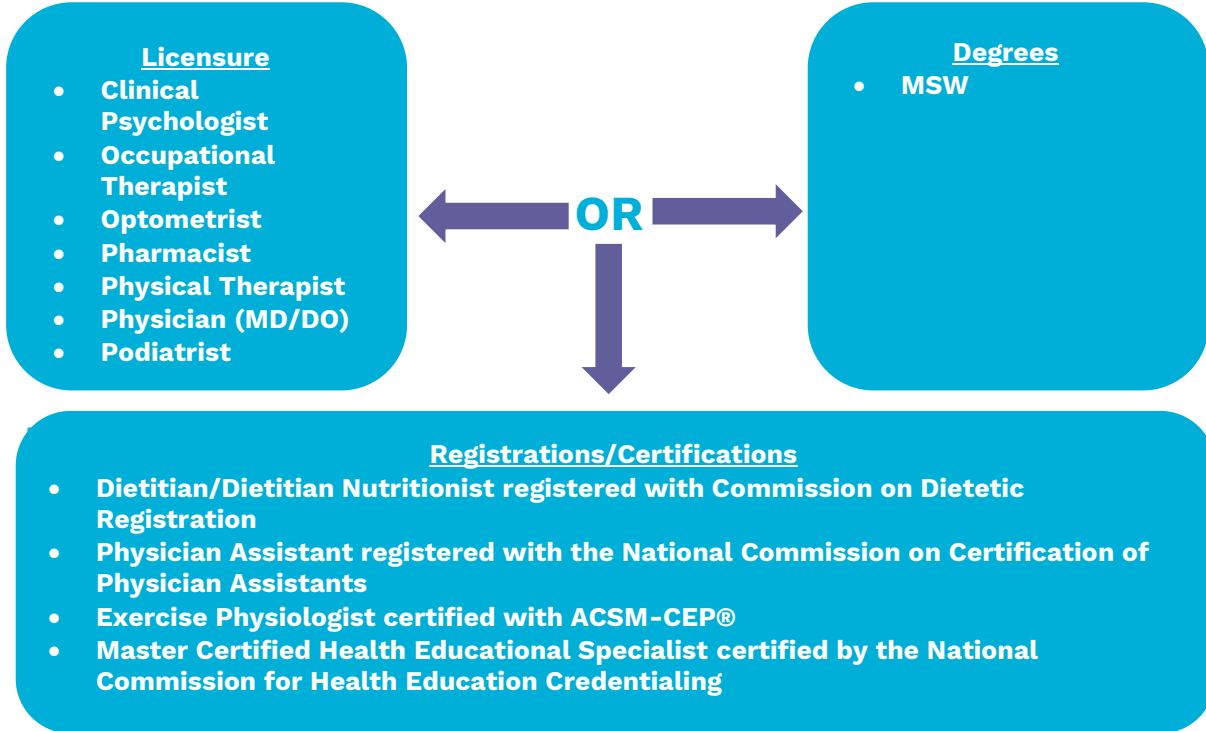 Licensure
• Clinical
Psychologist
• Occupational
Therapist
• Optometrist
• Pharmacist
• Physical Therapist
• Physician (MD/DO)
• Podiatrist
Degrees
• MSW
OR
Registrations/Certifications
• Dietitian/Dietitian Nutritionist registered with Commission on Dietetic
Registration
• Physician Assistant registered with the National Commission on Certification of
Physician Assistants
• Exercise Physiologist certified with ACSM-CEP®
• Master Certified Health Educational Specialist certified by the National
Commission for Health Education Credentialing